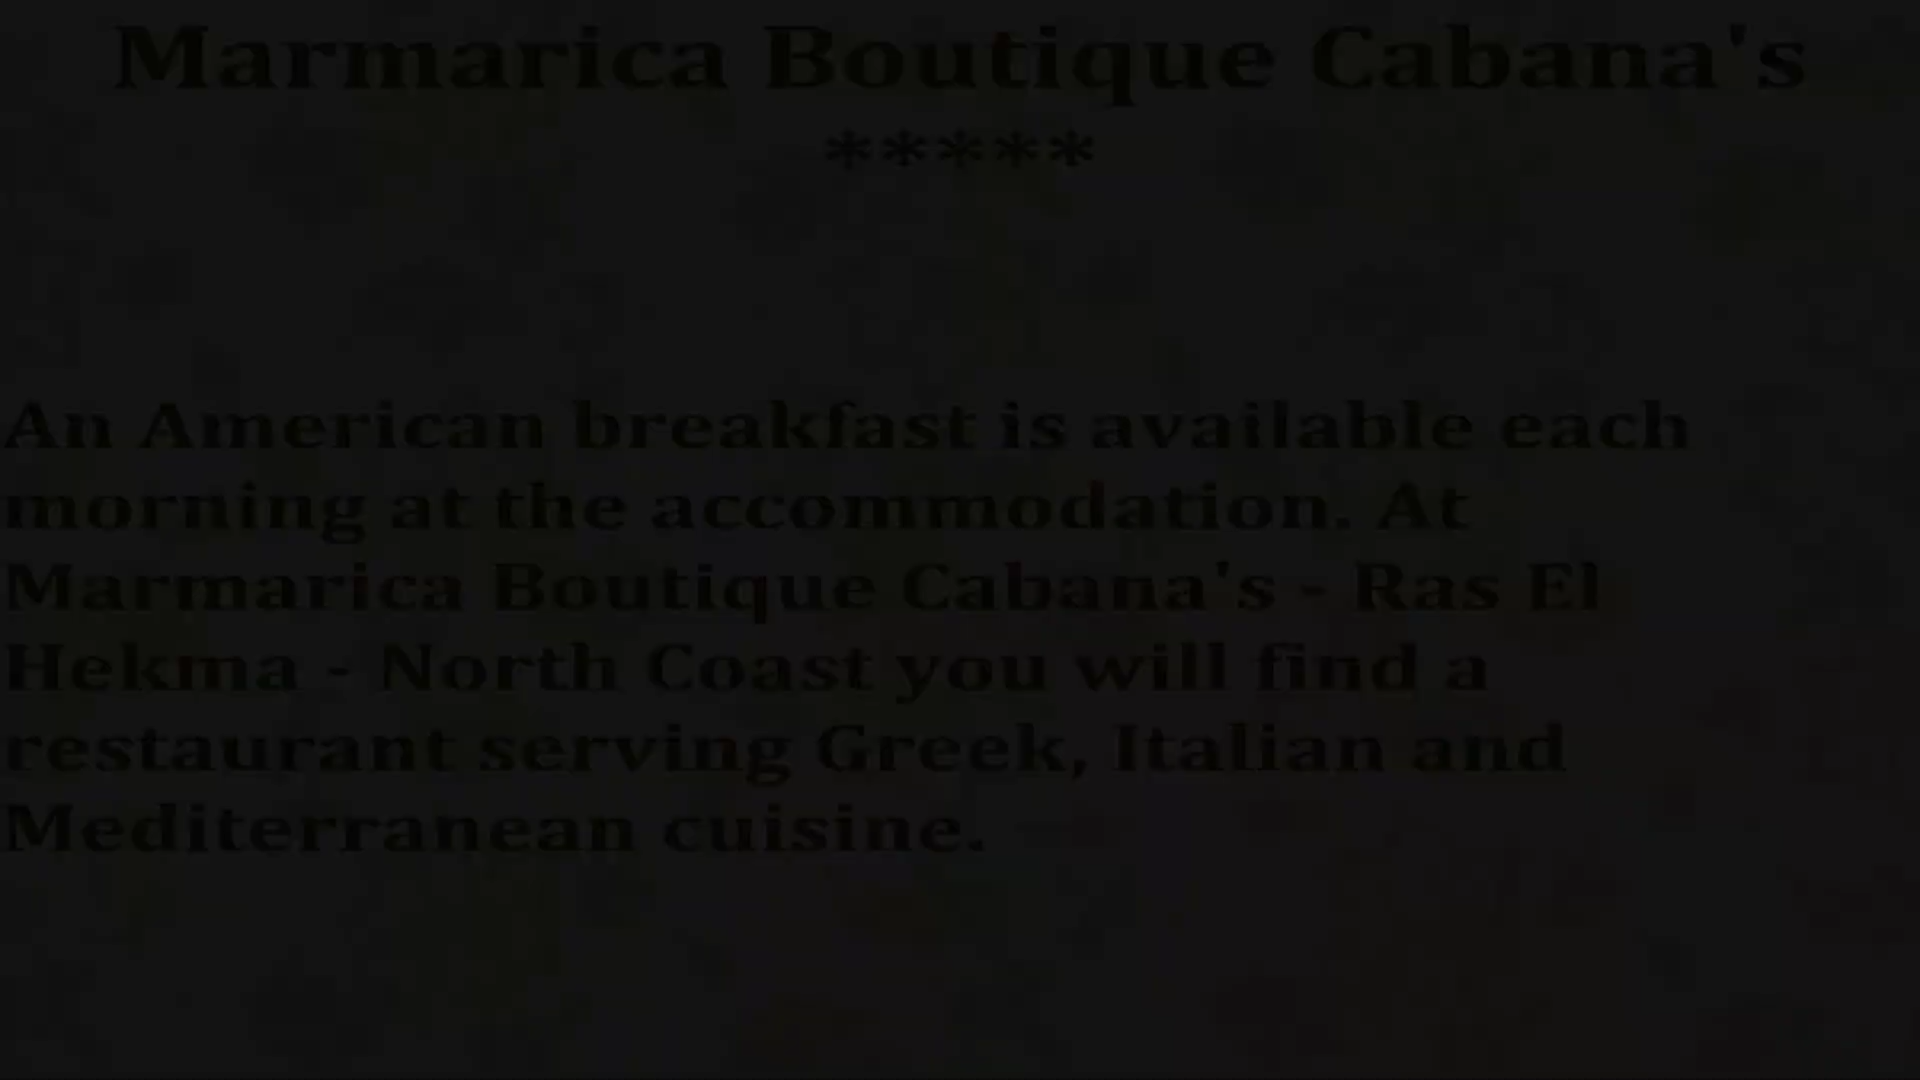 Marmarica Boutique Cabana's
*****
An American breakfast is available each
morning at the accommodation. At
Marmarica Boutique Cabana's - Ras El
Hekma - North Coast you will find a
restaurant serving Greek, Italian and
Mediterranean cuisine.